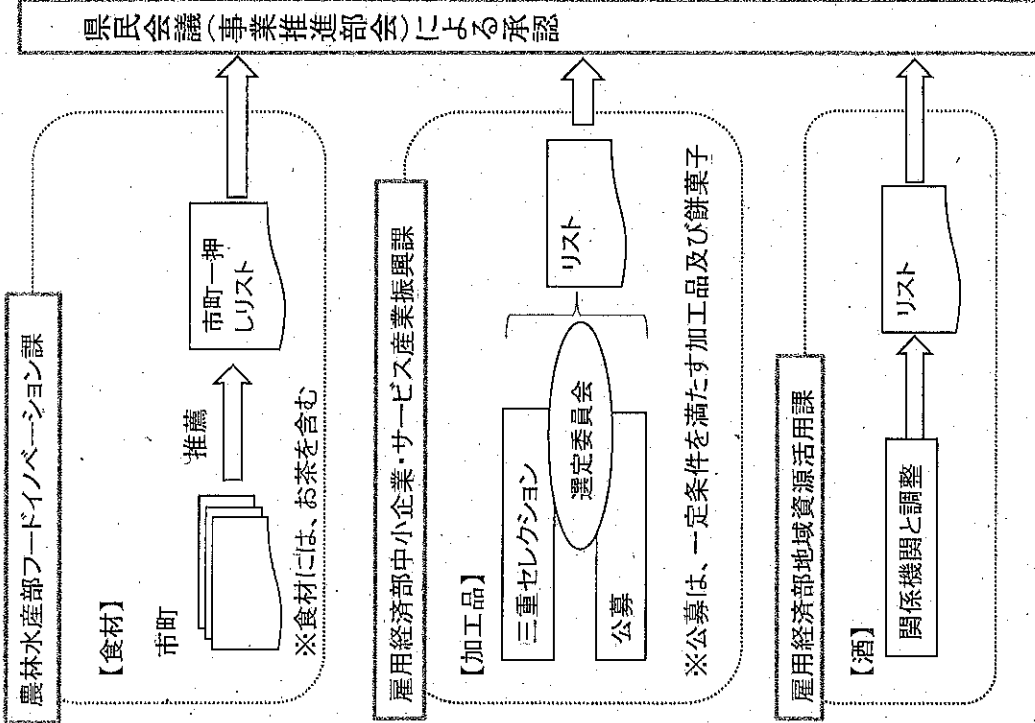 県民会議(事業推進部会)による承認
農林水産部フードイノベーション課
【食材】
市町
推薦
市町一押
しリスト
※食材には、お茶を含む
雇用経済部中小企業・サービス産業振興課
【加工品】
三重セレクション
選定委員会
公募
リスト
※公募は、一定条件を満たす加工品及び餅菓子
雇用経済部地域資源活用課
【酒】
関係機関と調整
リスト